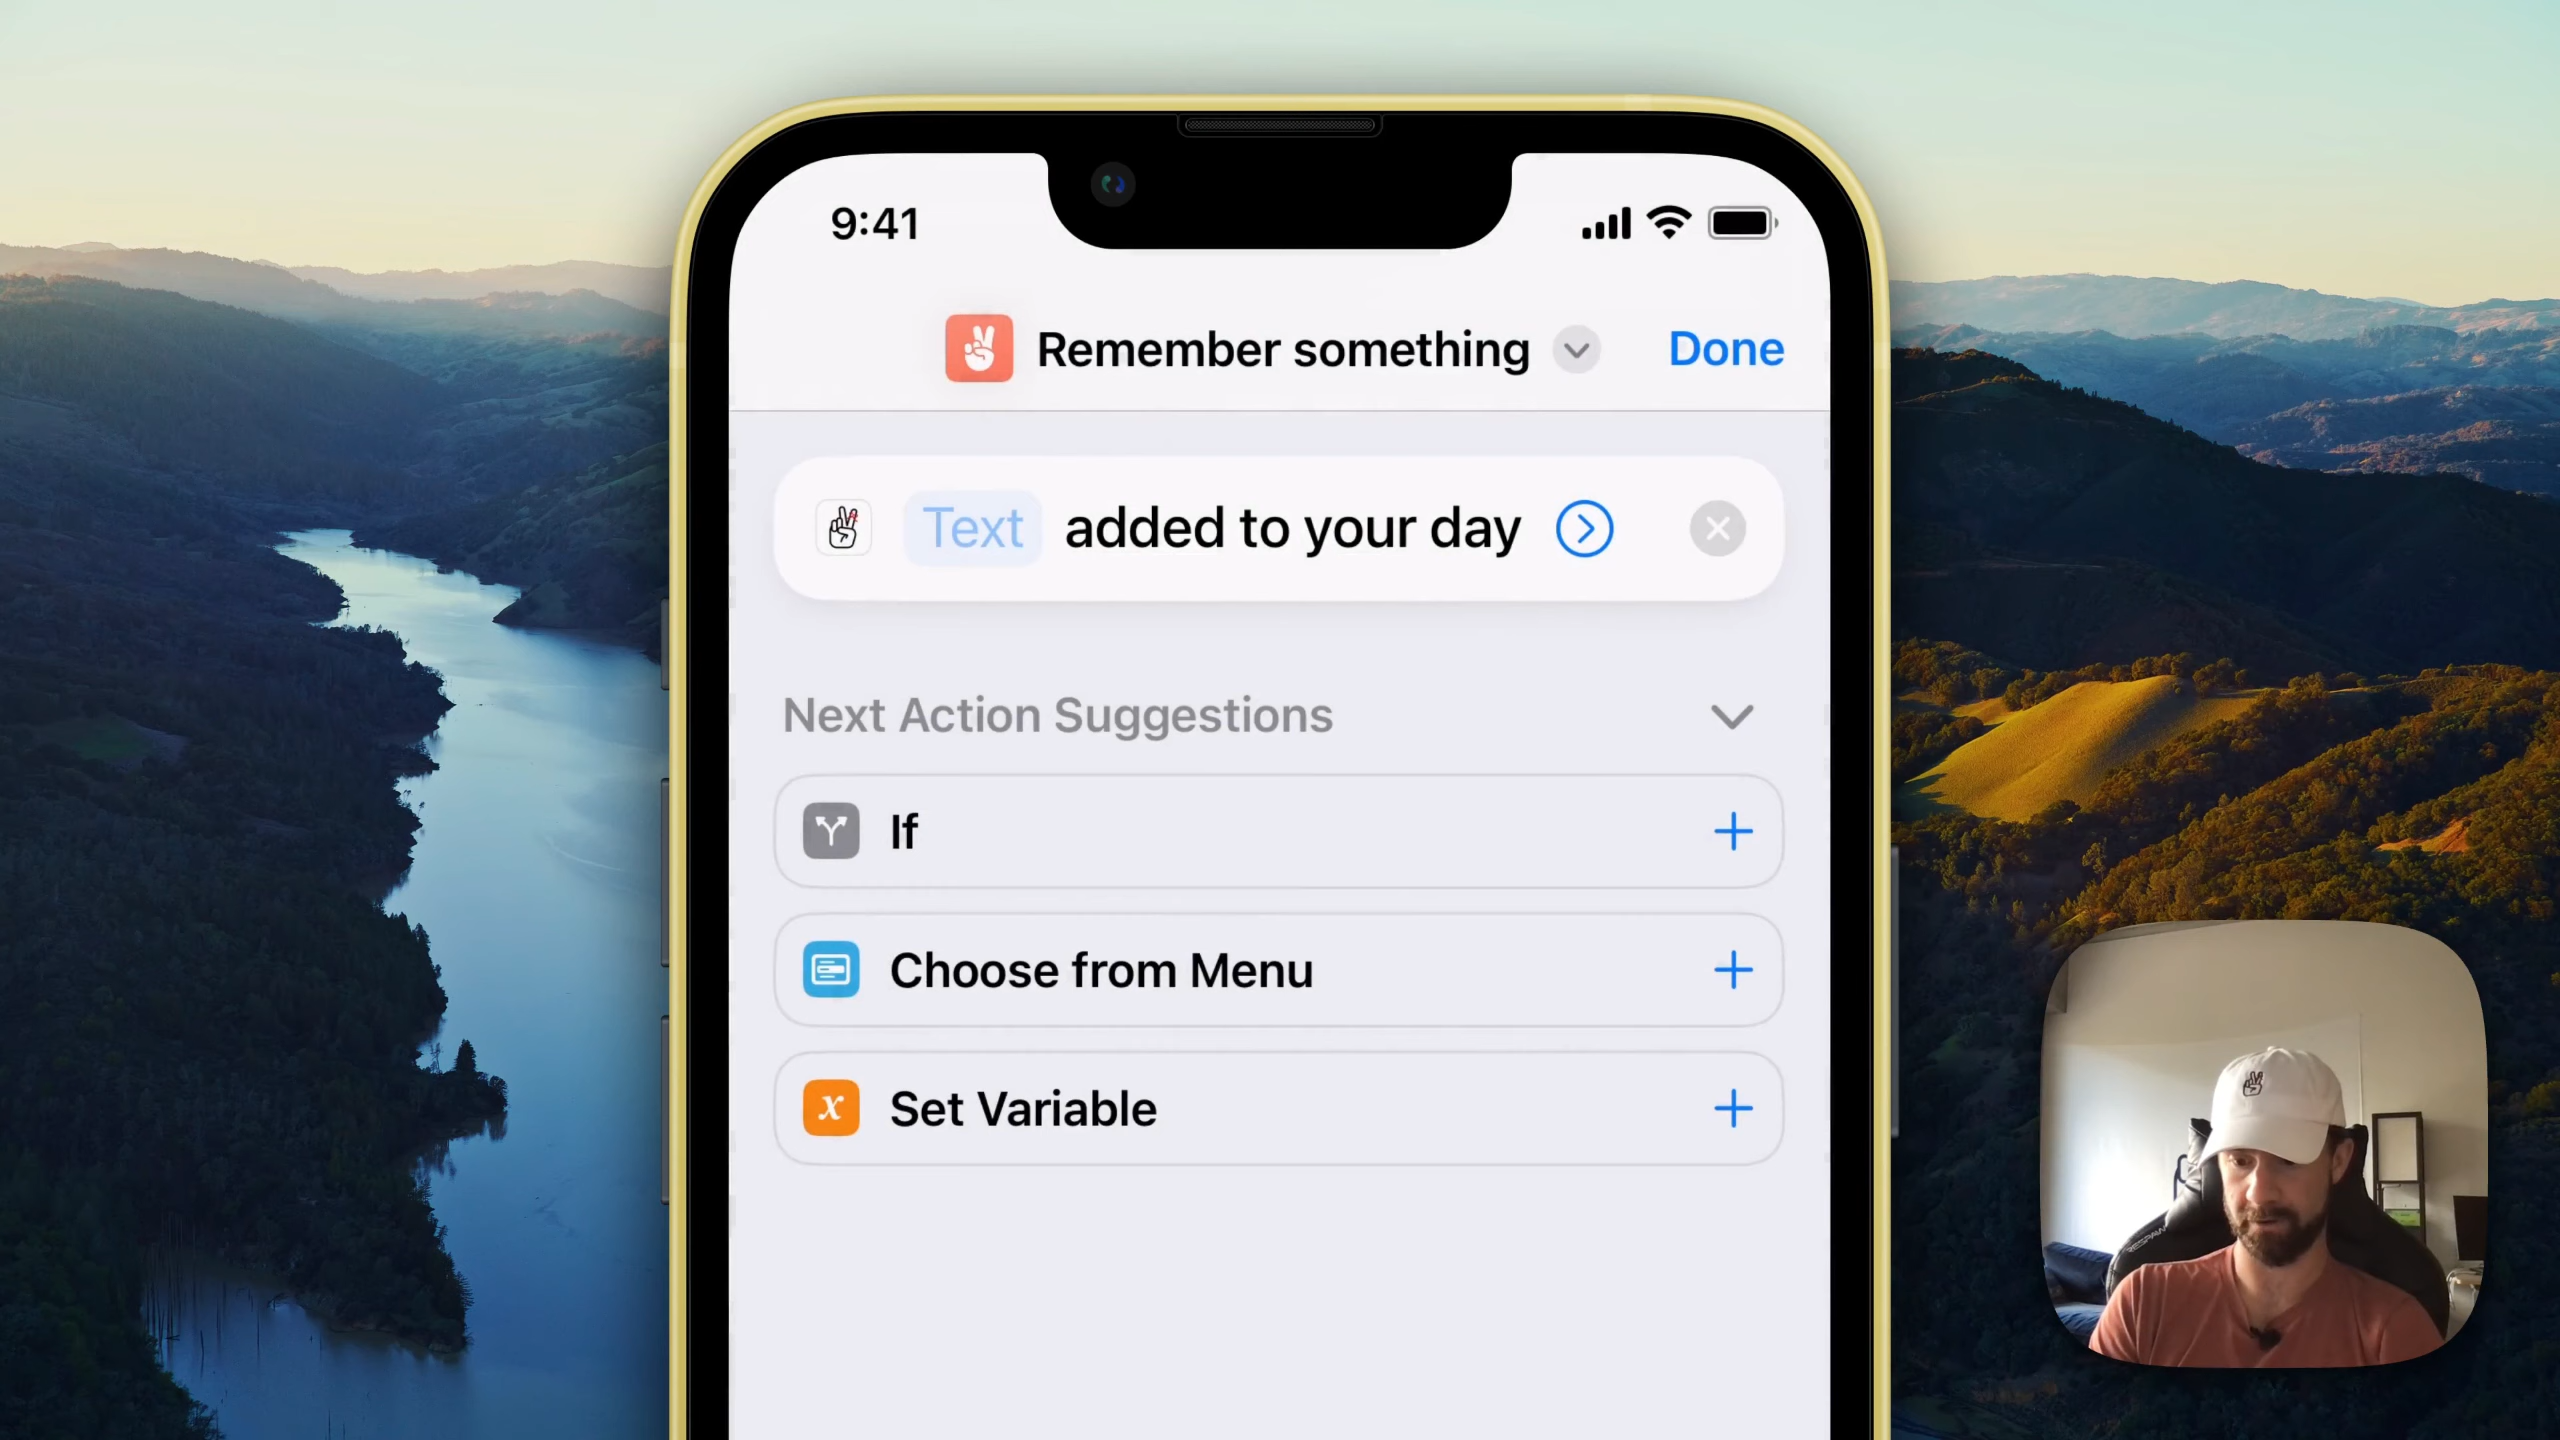 9:41
Remember something
Done
Text added to your day
Next Action Suggestions
If
Choose from Menu
x
Set Variable
RESPAWN